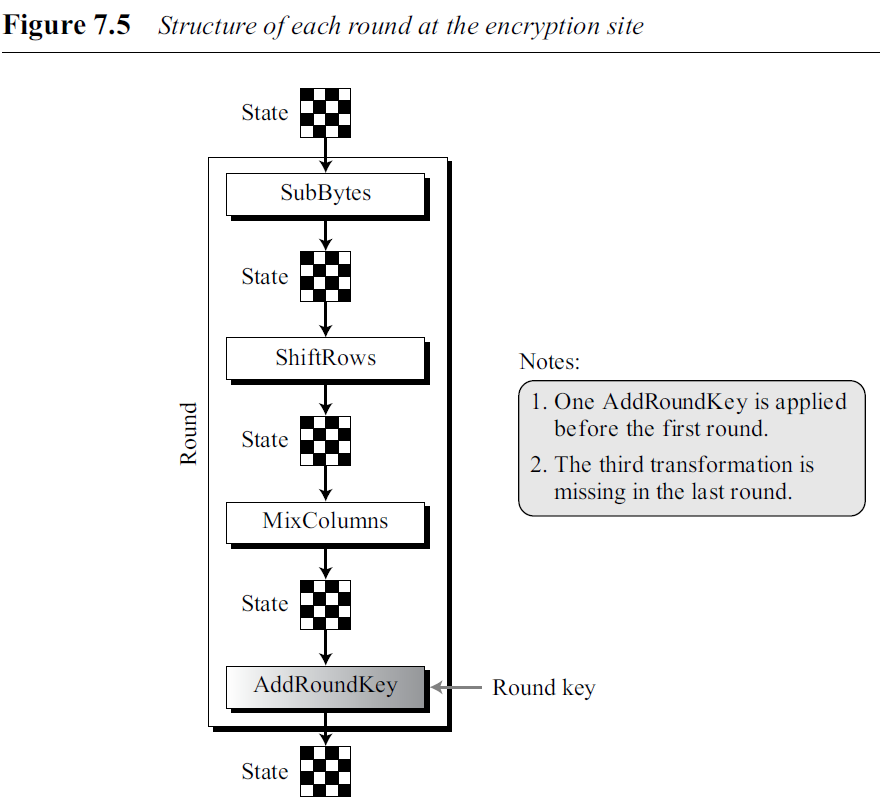 Figure 7.5 Structure of each round at the encryption site
State
SubBytes
State
ShiftRows
State
MixColumns
State
AddRoundKey
Round key
State
Round
Notes:
1. One AddRoundKey is applied
before the first round.
2. The third transformation is
missing in the last round.